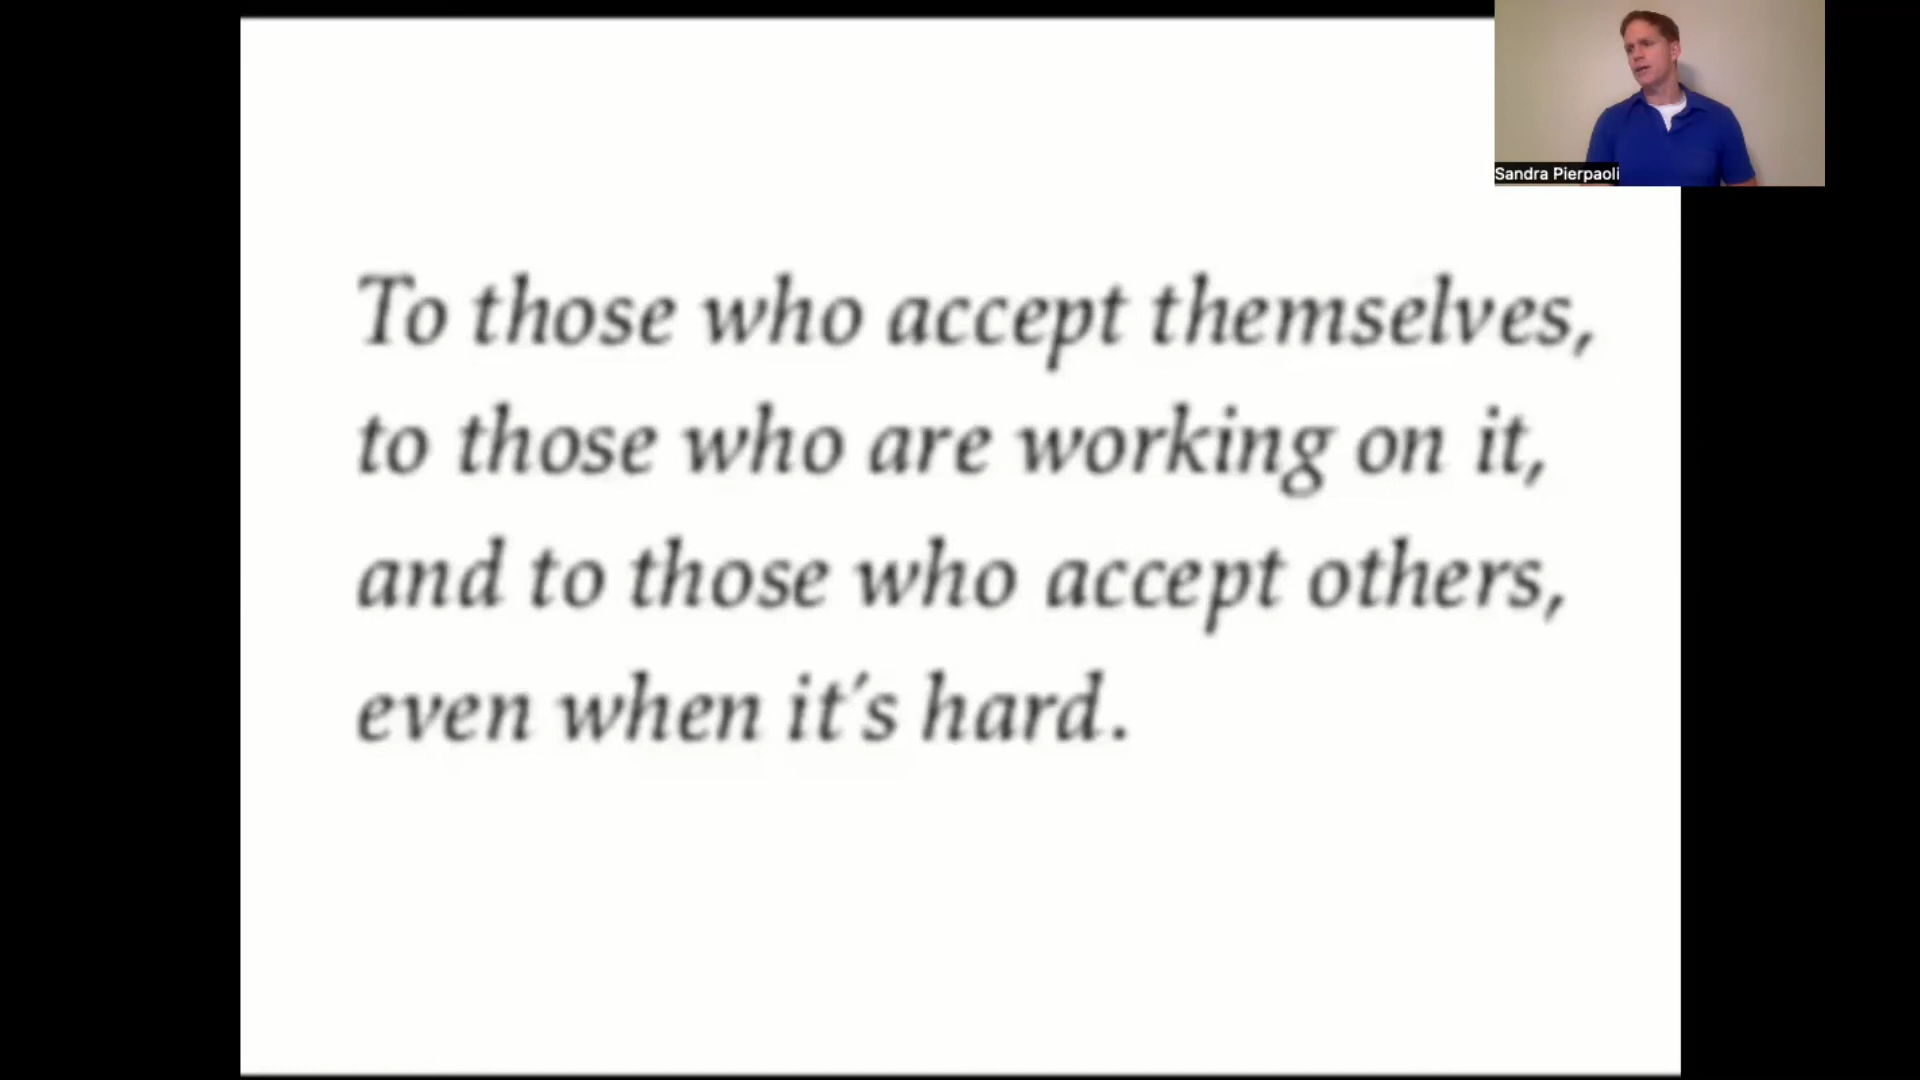 Sandra Pierpaoli
To those who accept themselves,
to those who are working on it,
and to those who accept others,
even when it's hard.